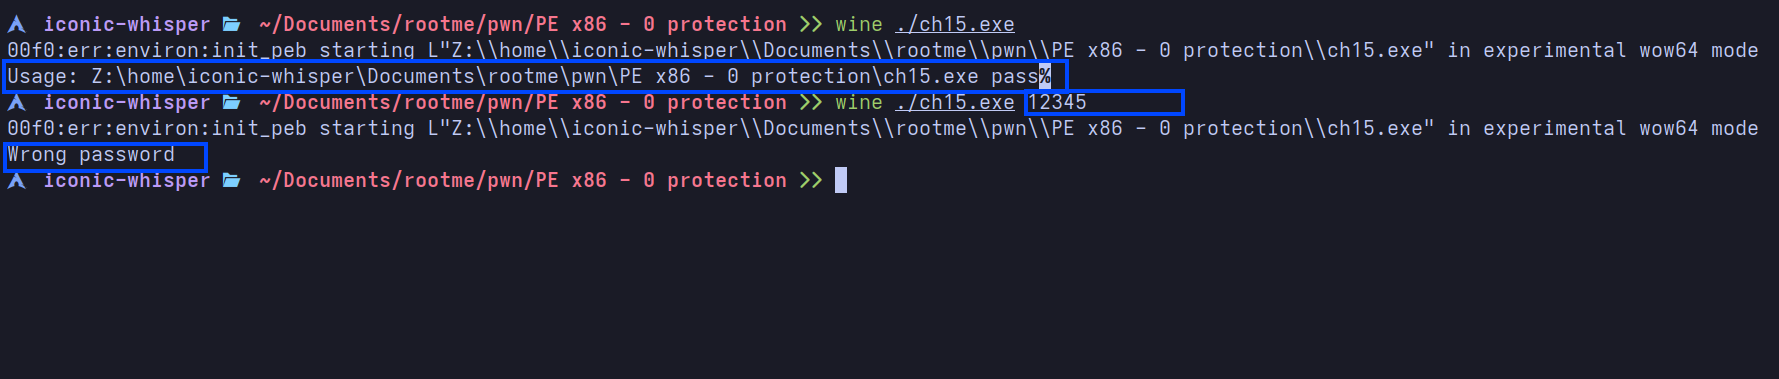 iconic-whisper ~/Documents/rootme/pwn/PE x86 - 0 protection >> wine ./ch15.exe
00f0:err:environ:init_peb starting L"Z:\\home\\iconic-whisper\\Documents\\rootme\\pwn\\PE x86 - 0 protection\\ch15.exe" in experimental wow64 mode
Usage: Z:\home\iconic-whisper\Documents\rootme\pwn\PE x86 - 0 protection\ch15.exe pass%
iconic-whisper ~/Documents/rootme/pwn/PE x86 - 0 protection >> wine ./ch15.exe 12345
00f0:err:environ:init_peb starting L"Z:\\home\\iconic-whisper\\Documents\\rootme\\pwn\\PE x86 - 0 protection\\ch15.exe" in experimental wow64 mode
Wrong password
iconic-whisper ~/Documents/rootme/pwn/PE x86 - 0 protection >>